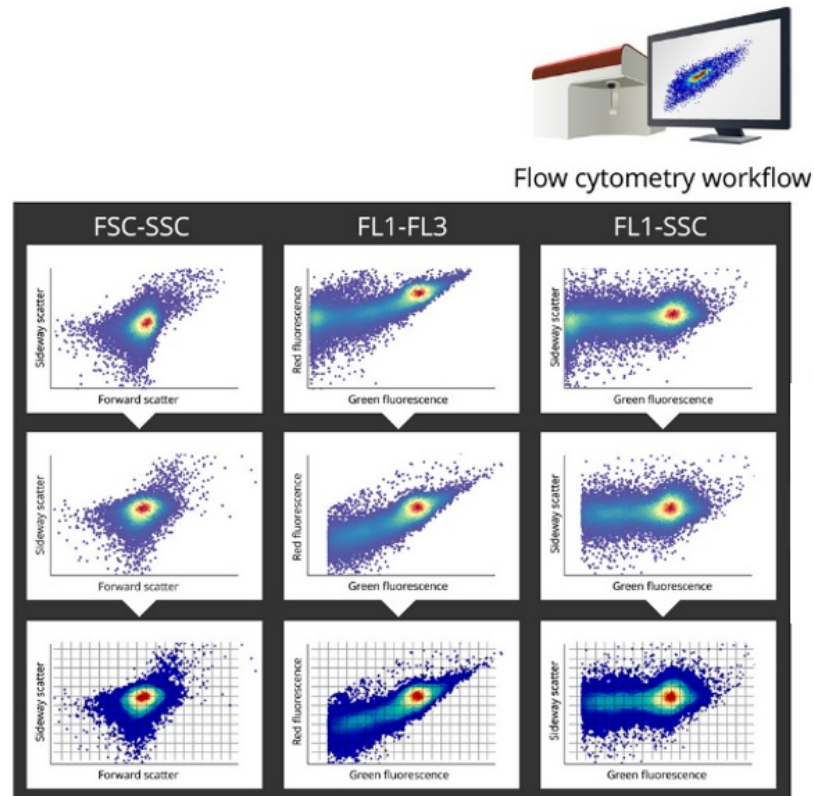 Flow cytometry workflow
FSC-SSC
FL1-FL3
FL1-SSC
Sideway scatter
Forward scatter
Red fluorescence
Green fluorescence
Sideway scatter
Green fluorescence
Sideway scatter
Forward scatter
Red fluorescence
Green fluorescence
Sideway scatter
Green fluorescence
Sideway scatter
Forward scatter
Red fluorescence
Green fluorescence
Sideway scatter
Green fluorescence